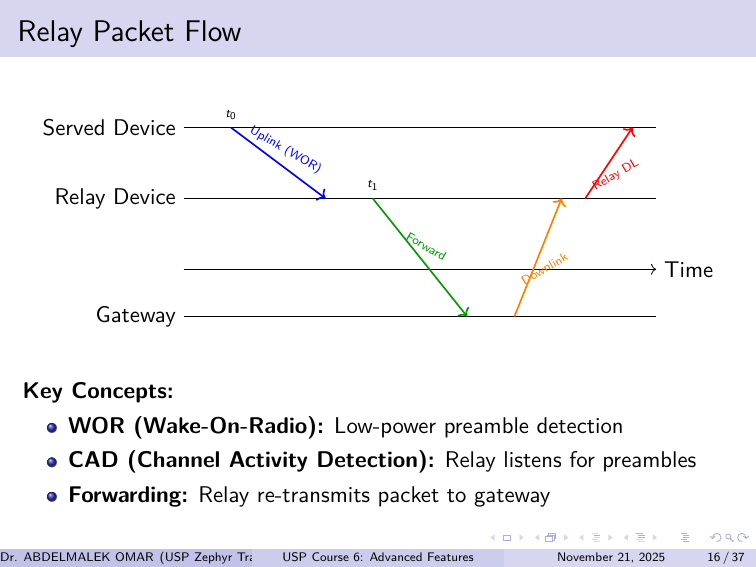 Relay Packet Flow
t0
Served Device
Uplink (WOR)
Relay DL
t1
Relay Device
Forward
Downlink
Time
Gateway
Key Concepts:
WOR (Wake-On-Radio): Low-power preamble detection
CAD (Channel Activity Detection): Relay listens for preambles
Forwarding: Relay re-transmits packet to gateway
Dr. ABDELMALEK OMAR (USP Zephyr Tra USP Course 6: Advanced Features November 21, 2025 16 / 37